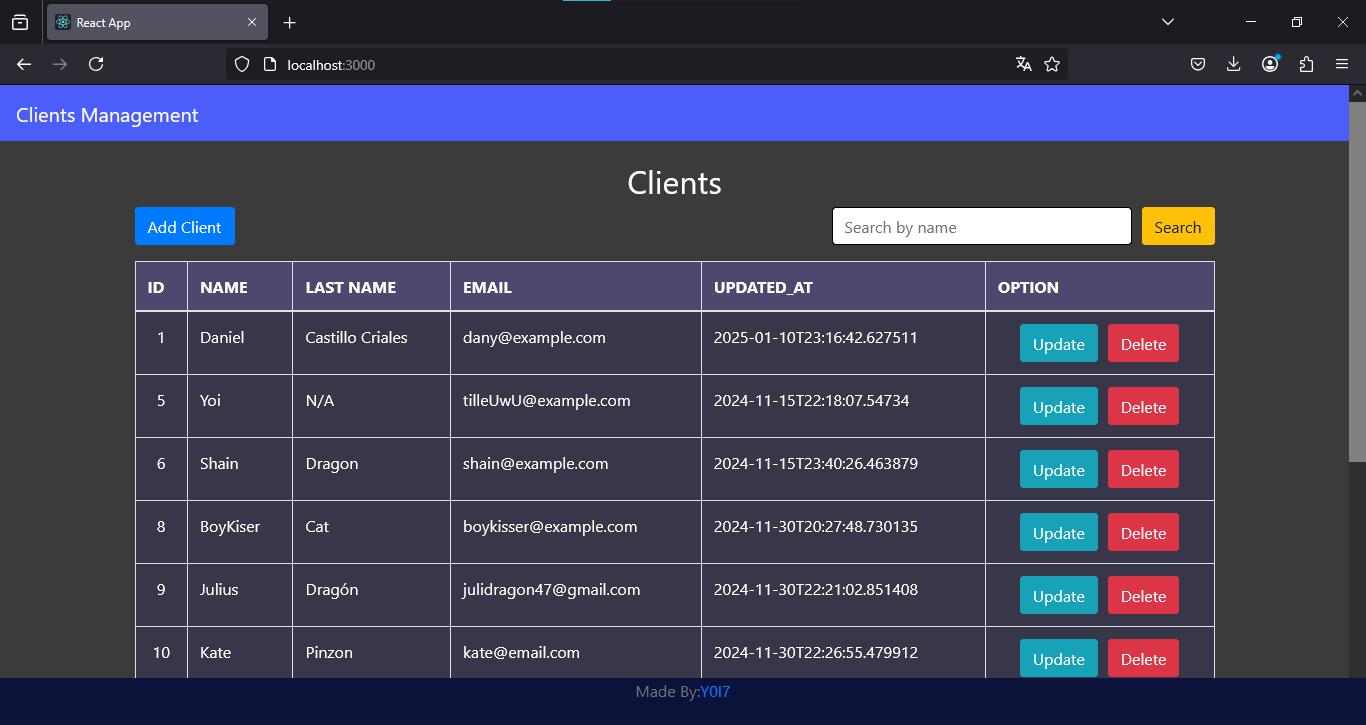 React App
localhost:3000
Clients Management
Clients
Add Client Search by name Search
ID NAME LAST NAME EMAIL UPDATED_AT OPTION
1 Daniel Castillo Criales dany@example.com 2025-01-10T23:16:42.627511 Update Delete
5 Yoi N/A tilleUwU@example.com 2024-11-15T22:18:07.54734 Update Delete
6 Shain Dragon shain@example.com 2024-11-15T23:40:26.463879 Update Delete
8 BoyKiser Cat boykisser@example.com 2024-11-30T20:27:48.730135 Update Delete
9 Julius Dragón julidragon47@gmail.com 2024-11-30T22:21:02.851408 Update Delete
10 Kate Pinzon kate@email.com 2024-11-30T22:26:55.479912 Update Delete
Made By:Y0I7